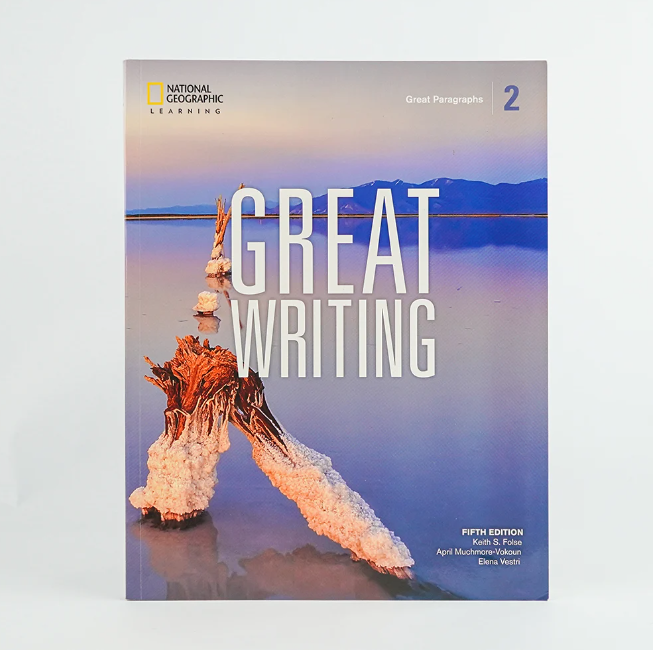 NATIONAL
GEOGRAPHIC
LEARNING
Great Paragraphs 2
GREAT
WRITING
FIFTH EDITION
Keith S. Folse
April Muchmore-Vokoun
Elena Vestri